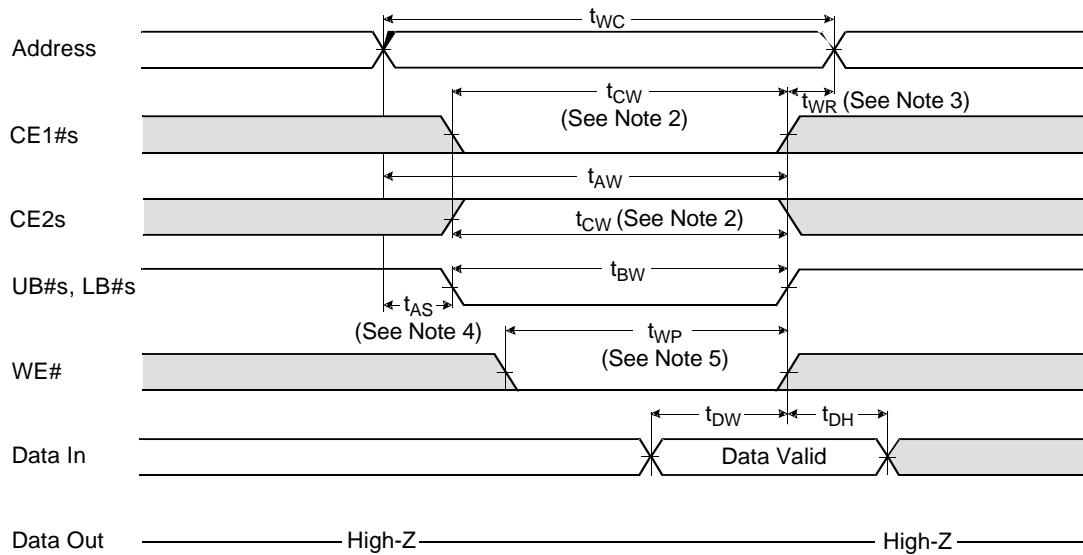 tWC
Address
tCW
(See Note 2)
tWR (See Note 3)
CE1#s
tAW
CE2s
tCW (See Note 2)
tBW
UB#s, LB#s
tAS
(See Note 4)
tWP
(See Note 5)
WE#
tDW
tDH
Data In
Data Valid
Data Out
High-Z
High-Z